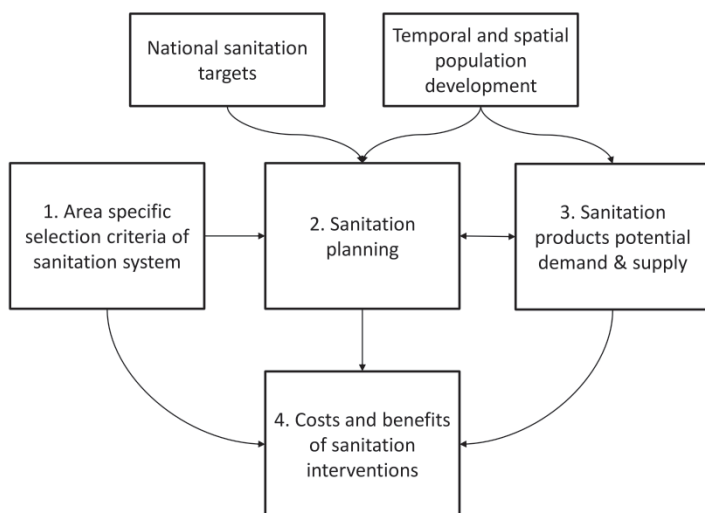 National sanitation
targets
Temporal and spatial
population
development
1. Area specific
selection criteria of
sanitation system
2. Sanitation
planning
3. Sanitation
products potential
demand & supply
4. Costs and benefits
of sanitation
interventions